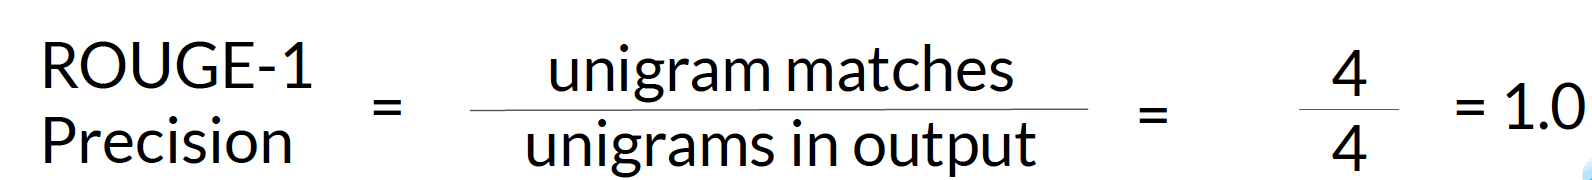 ROUGE-1
Precision
=
unigram matches
unigrams in output
=
4
4
= 1.0